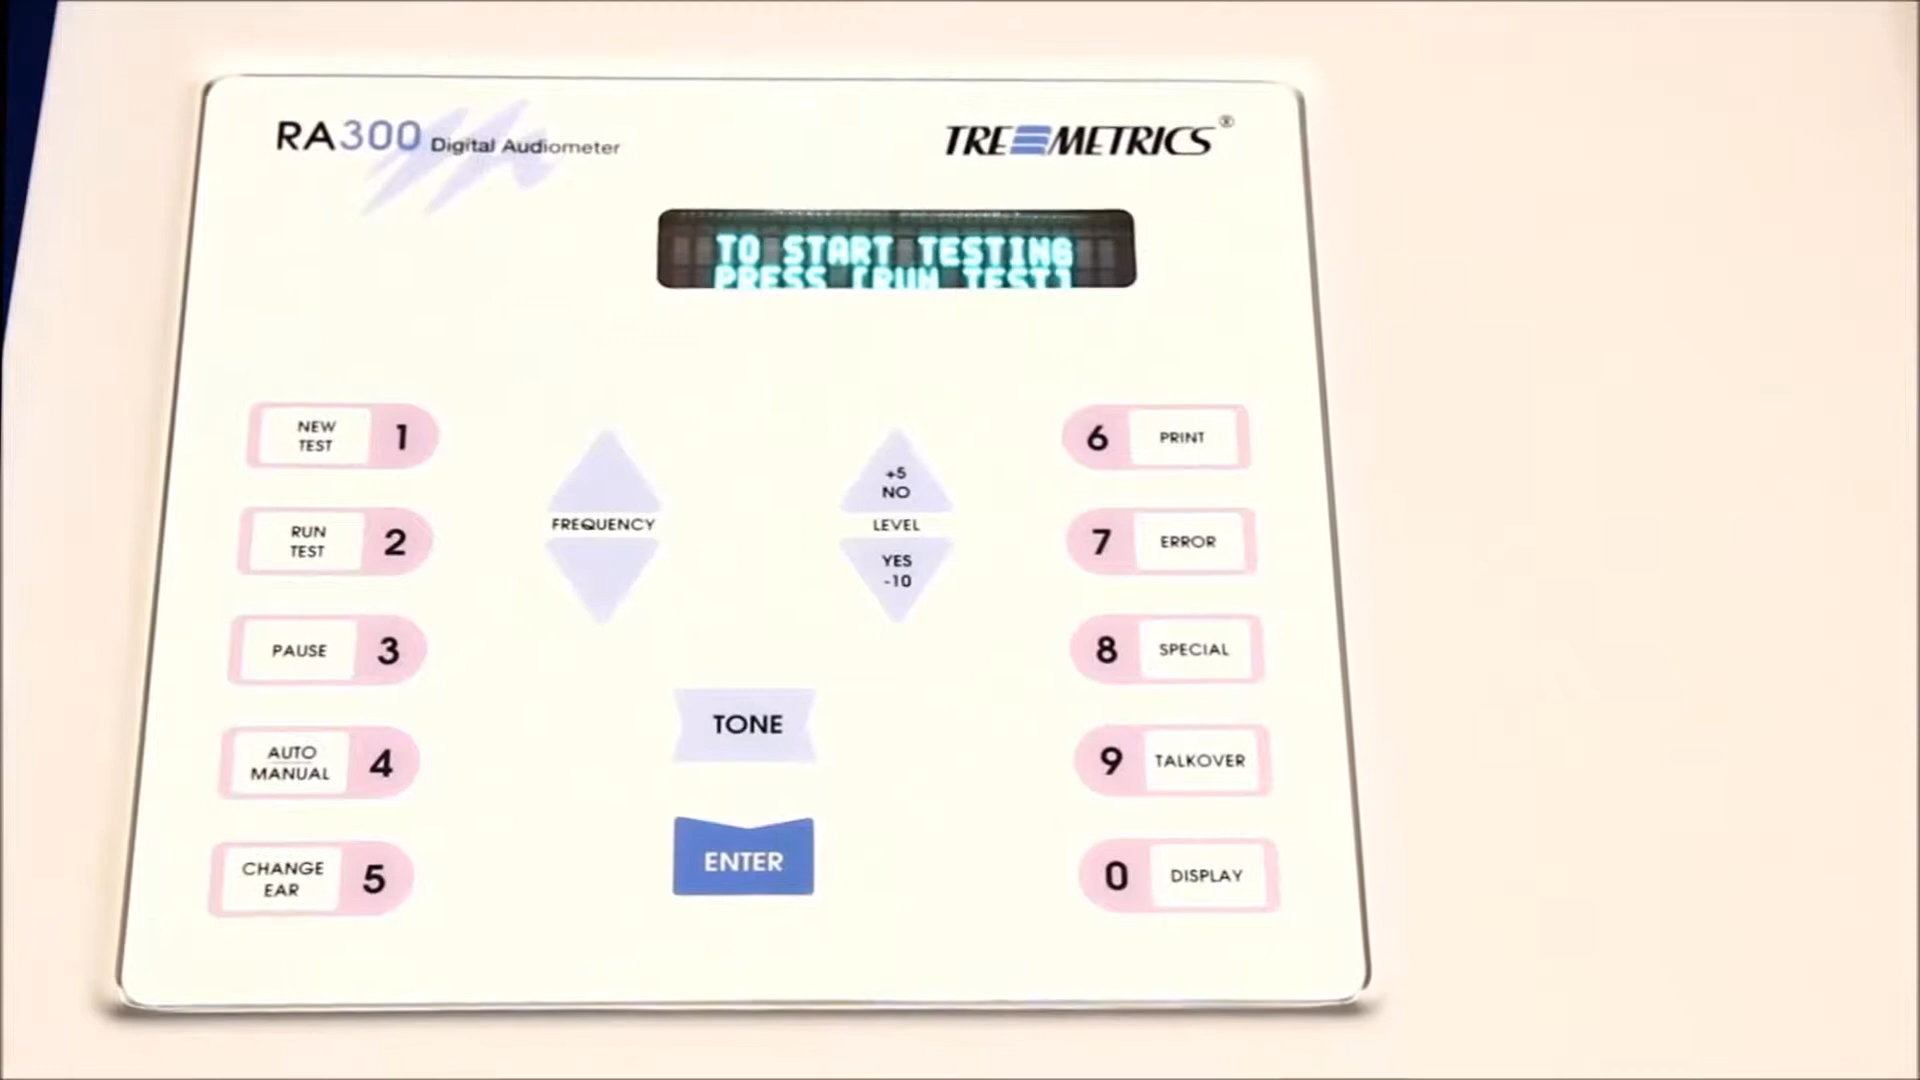 RA300 Digital Audiometer
TREMETRICS®
TO START TESTING
PRESS [RUN TEST]
NEW
TEST
1
RUN
TEST
2
PAUSE
3
AUTO
MANUAL
4
CHANGE
EAR
5
FREQUENCY
+5
NO
LEVEL
YES
-10
TONE
ENTER
6
PRINT
7
ERROR
8
SPECIAL
9
TALKOVER
0
DISPLAY